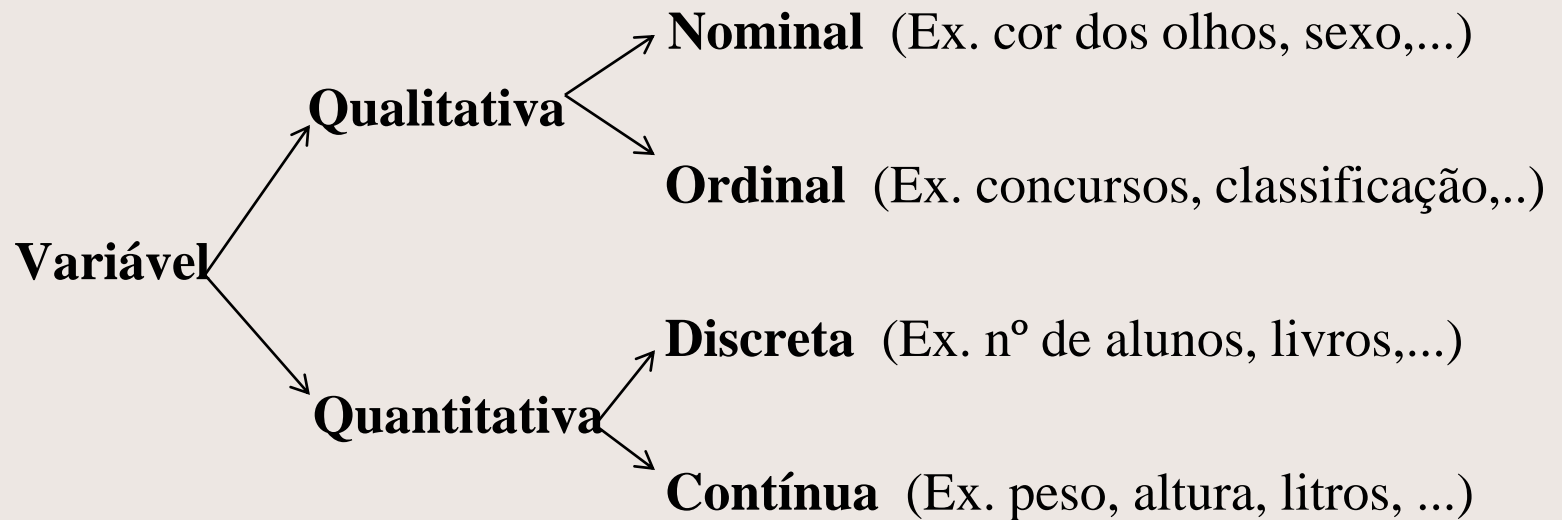 Nominal (Ex. cor dos olhos, sexo,...)
Qualitativa
Ordinal (Ex. concursos, classificação,..)
Variável
Discreta (Ex. nº de alunos, livros,...)
Quantitativa
Contínua (Ex. peso, altura, litros, ...)